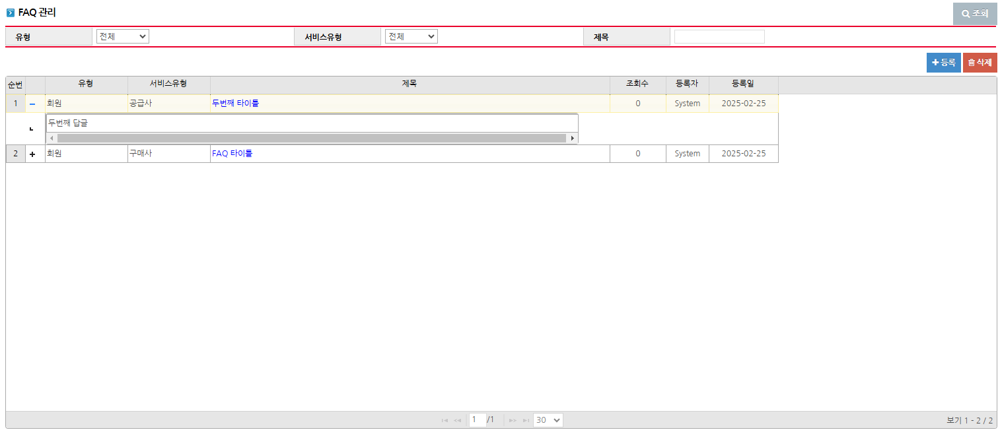 FAQ 관리
조회
유형 전체 서비스유형 전체 제목
등록 삭제
순번 유형 서비스유형 제목 조회수 등록자 등록일
1 회원 공급사 두번째 타이틀 0 System 2025-02-25
두번째 답글
2 회원 구매사 FAQ 타이틀 0 System 2025-02-25
1 /1 30 보기 1 - 2 / 2